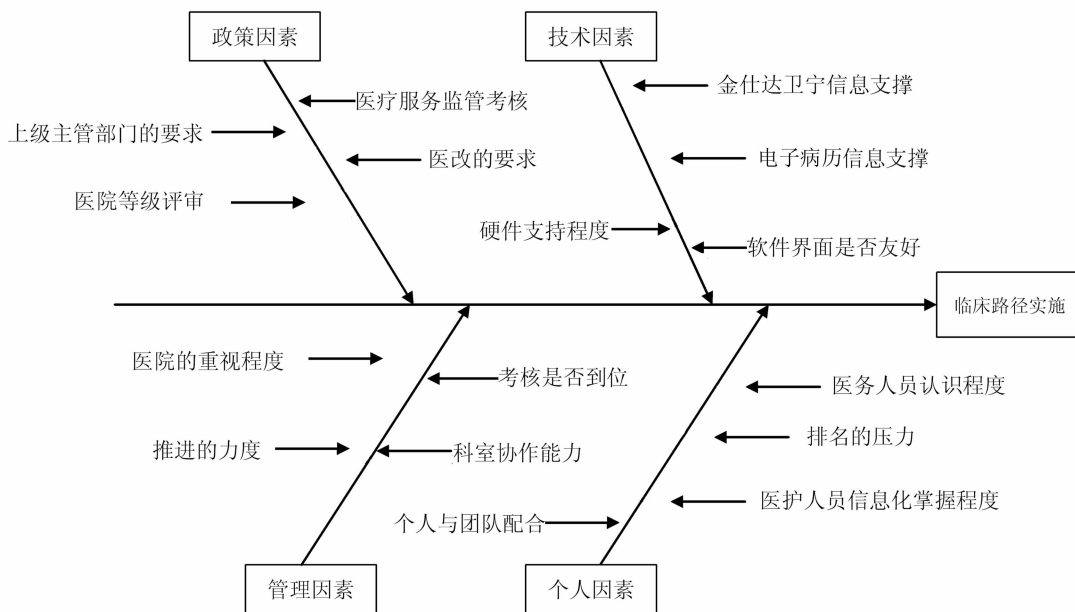 政策因素
技术因素
金仕达卫宁信息支撑
医疗服务监管考核
上级主管部门的要求
医改的要求
电子病历信息支撑
医院等级评审
硬件支持程度
软件界面是否友好
临床路径实施
医院的重视程度
考核是否到位
医务人员认识程度
排名的压力
推进的力度
科室协作能力
医护人员信息化掌握程度
个人与团队配合
管理因素
个人因素